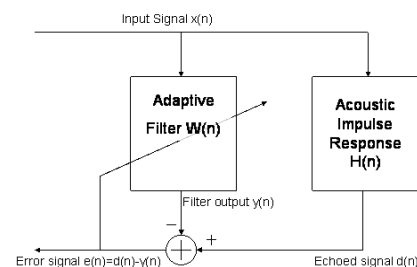 Input Signal x(n)
Adaptive
Filter W(n)
Acoustic
Impulse
Response
H(n)
Filter output y(n)
−
+
Error signal e(n)=d(n)-y(n)
Echoed signal d(n)